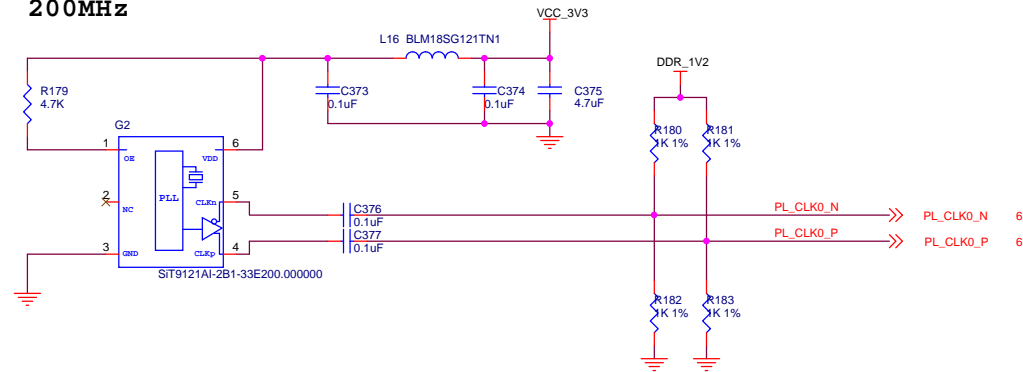 200MHz
VCC_3V3
L16 BLM18SG121TN1
DDR_1V2
R179
4.7K
C373
0.1uF
C374
0.1uF
C375
4.7uF
G2
R180
1K 1%
R181
1K 1%
1
OE
VDD
6
2
NC
PLL
CLKn
5
C376
0.1uF
PL_CLK0_N
PL_CLK0_N 6
3
GND
CLKp
4
C377
0.1uF
PL_CLK0_P
PL_CLK0_P 6
SiT9121AI-2B1-33E200.000000
R182
1K 1%
R183
1K 1%